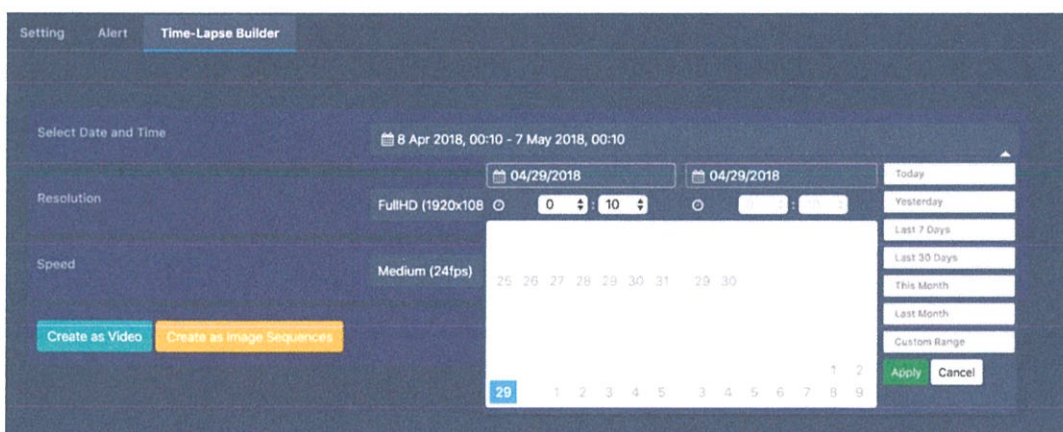 Setting Alert Time-Lapse Builder
Select Date and Time
8 Apr 2018, 00:10 - 7 May 2018, 00:10
04/29/2018 04/29/2018 Today
Resolution FullHD (1920x108 0 : 10 : Yesterday
Last 7 Days
Speed Medium (24fps) Last 30 Days
25 26 27 28 29 30 31 29 30 This Month
Last Month
Create as Video Create as Image Sequences Custom Range
1 2 Apply Cancel
29 1 2 3 4 5 3 4 5 6 7 8 9